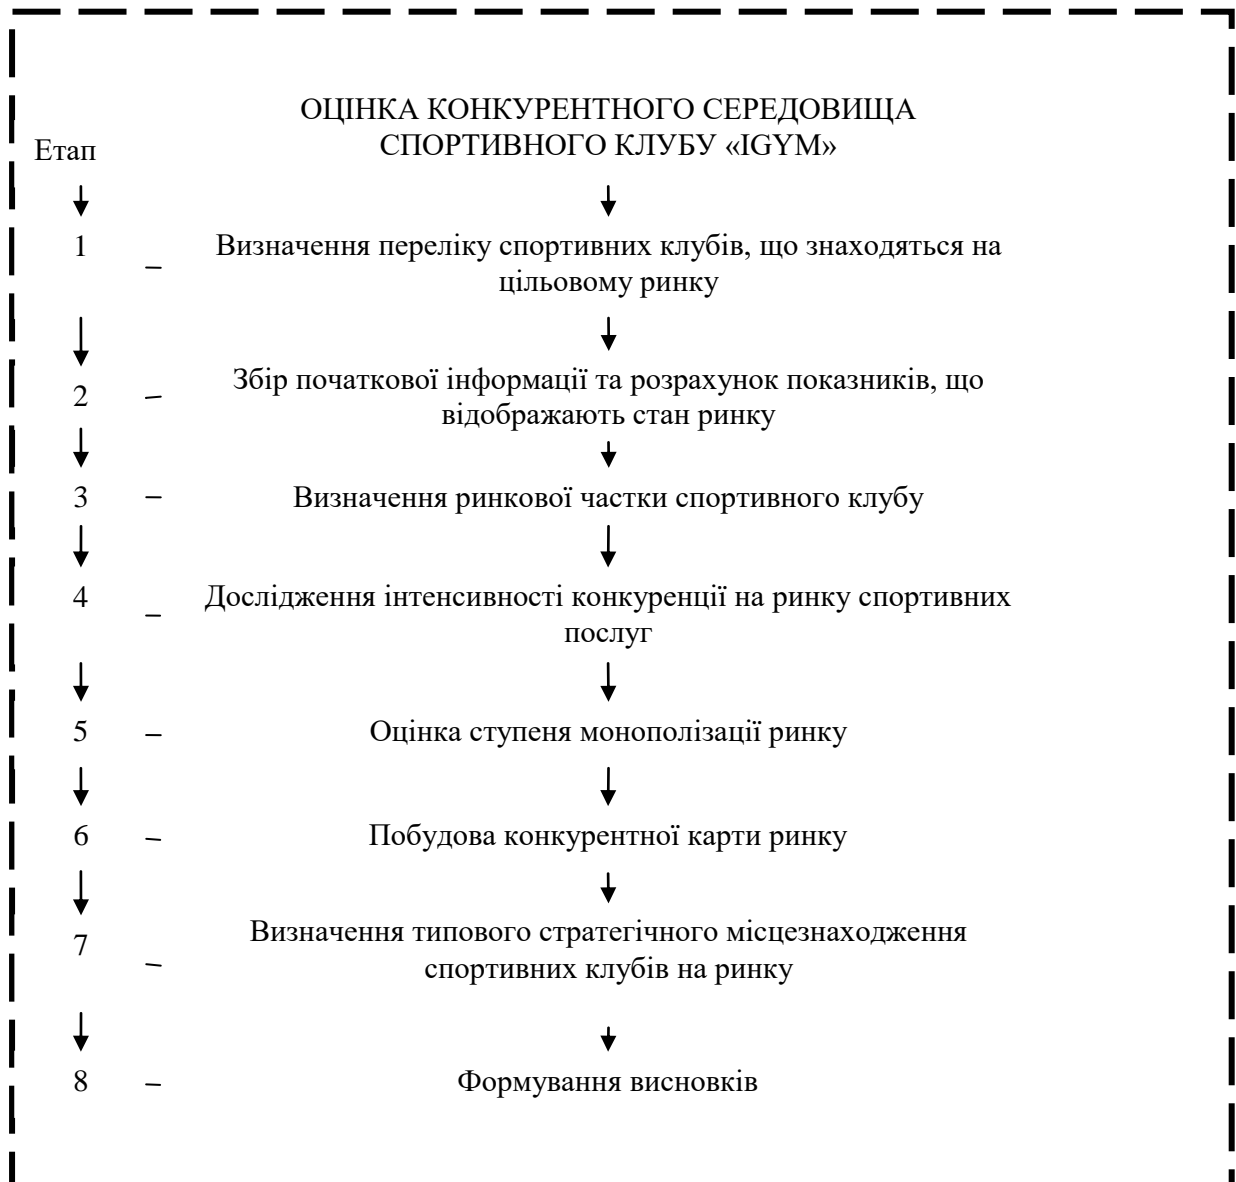 ОЦІНКА КОНКУРЕНТНОГО СЕРЕДОВИЩА
СПОРТИВНОГО КЛУБУ «IGYM»
Етап
1 – Визначення переліку спортивних клубів, що знаходяться на
цільовому ринку
2 – Збір початкової інформації та розрахунок показників, що
відображають стан ринку
3 – Визначення ринкової частки спортивного клубу
4 – Дослідження інтенсивності конкуренції на ринку спортивних
послуг
5 – Оцінка ступеня монополізації ринку
6 – Побудова конкурентної карти ринку
7 – Визначення типового стратегічного місцезнаходження
спортивних клубів на ринку
8 – Формування висновків